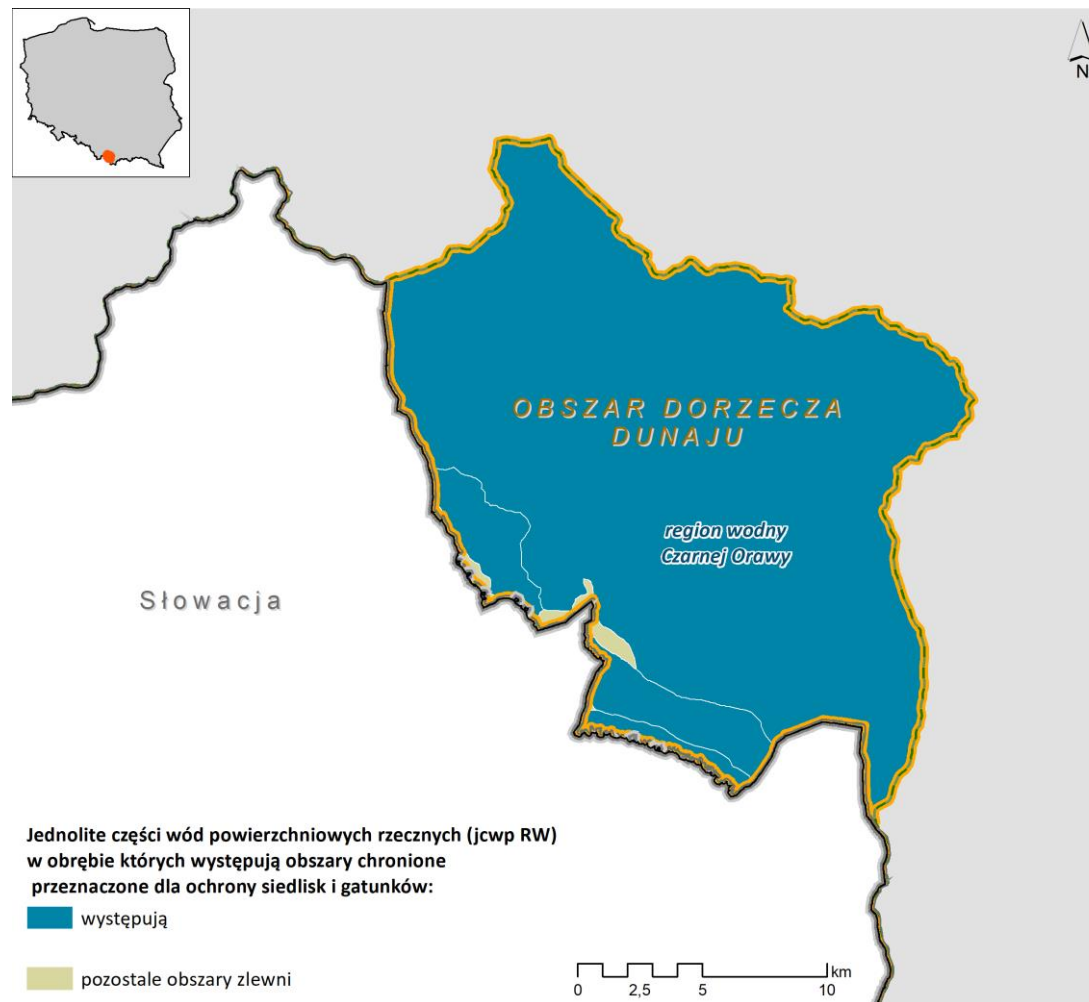 N
OBSZAR DORZECZA
DUNAJU
region wodny
Czarnej Orawy
Słowacja
Jednolite części wód powierzchniowych rzecznych (jcwp RW)
w obrębie których występują obszary chronione
przeznaczone dla ochrony siedlisk i gatunków:
występują
pozostałe obszary zlewni
km
0 2,5 5 10